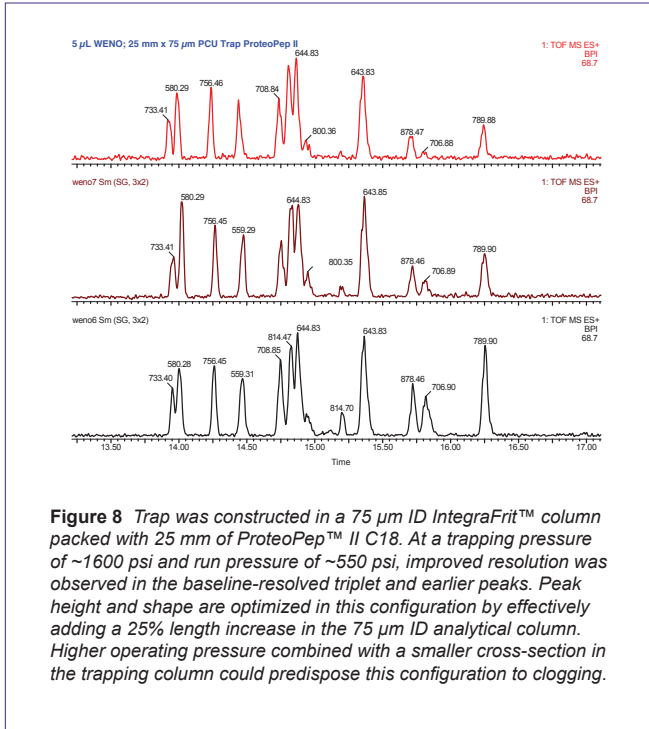 5 µL WENO; 25 mm x 75 µm PCU Trap ProteoPep II
1: TOF MS ES+
BPI
68.7
733.41
580.29
756.46
708.84
644.83
800.36
643.83
878.47
706.88
789.88
weno7 Sm (SG, 3x2)
1: TOF MS ES+
BPI
68.7
733.41
580.29
756.45
559.29
644.83
800.35
643.85
878.46
706.89
789.90
weno6 Sm (SG, 3x2)
1: TOF MS ES+
BPI
68.7
733.40
580.28
756.45
559.31
708.85
814.47
644.83
814.70
643.83
878.46
706.90
789.90
13.50 14.00 14.50 15.00 15.50 16.00 16.50 17.00
Time
Figure 8 Trap was constructed in a 75 µm ID IntegraFrit™ column
packed with 25 mm of ProteoPep™ II C18. At a trapping pressure
of ~1600 psi and run pressure of ~550 psi, improved resolution was
observed in the baseline-resolved triplet and earlier peaks. Peak
height and shape are optimized in this configuration by effectively
adding a 25% length increase in the 75 µm ID analytical column.
Higher operating pressure combined with a smaller cross-section in
the trapping column could predispose this configuration to clogging.